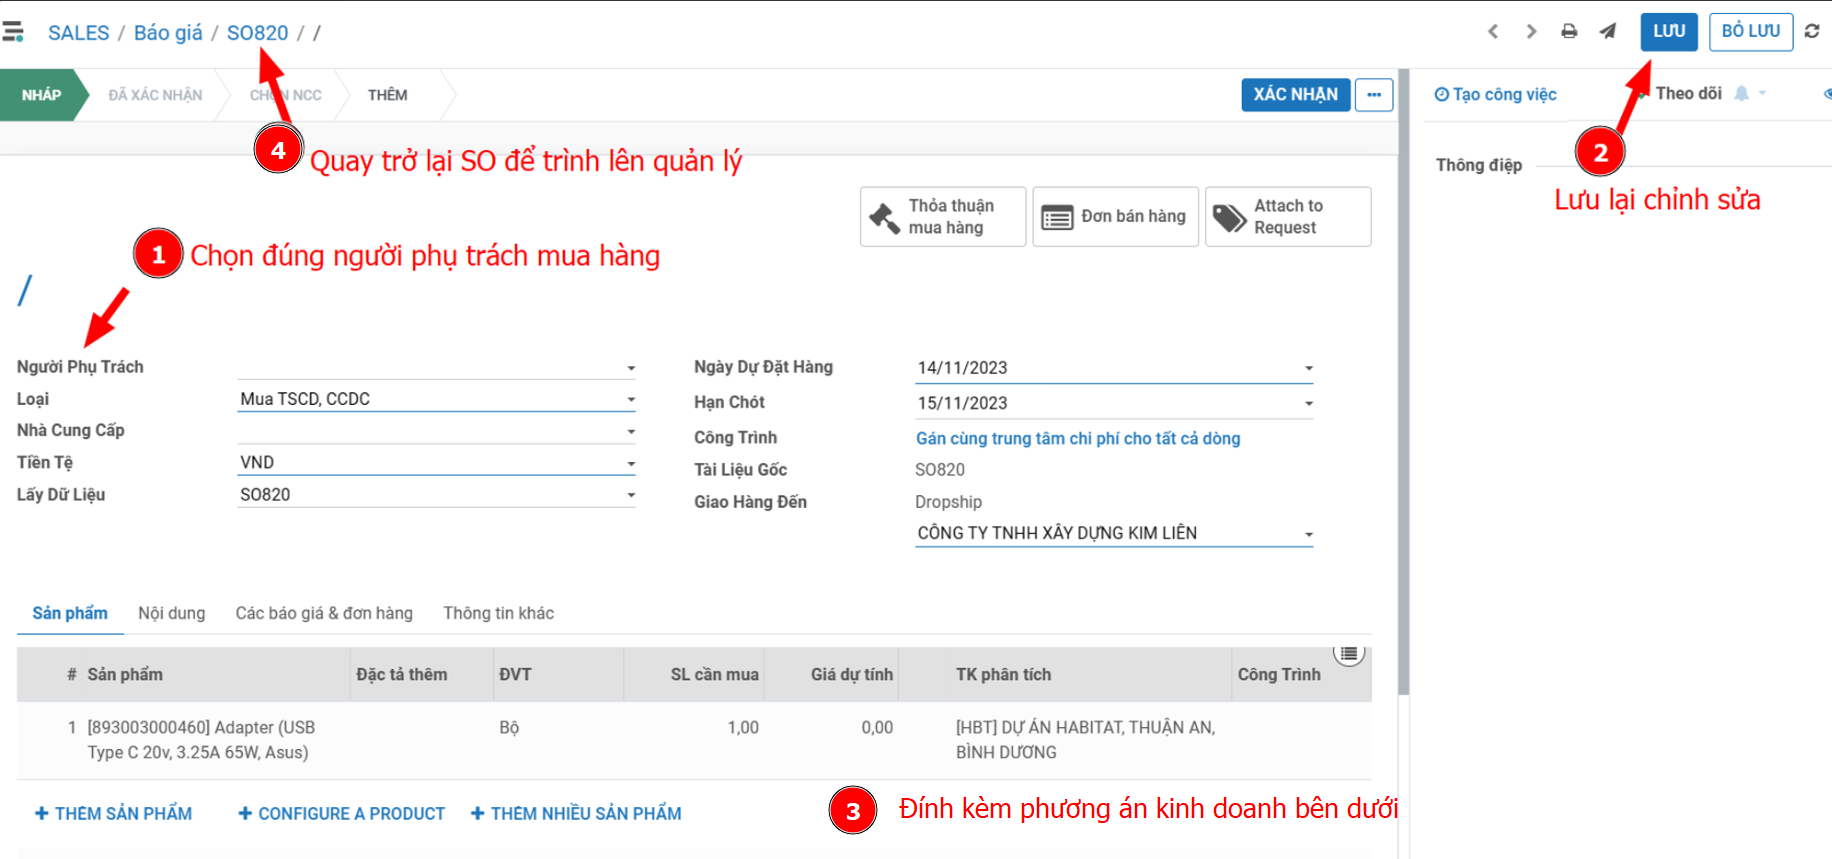 SALES / Báo giá / SO820 / /
LƯU
BỎ LƯU
NHÁP
ĐÃ XÁC NHẬN
CHỌN NCC
THÊM
XÁC NHẬN
Tạo công việc
Theo dõi
4
Quay trở lại SO để trình lên quản lý
2
Lưu lại chỉnh sửa
Thông điệp
Thỏa thuận
mua hàng
Đơn bán hàng
Attach to
Request
1
Chọn đúng người phụ trách mua hàng
/
Người Phụ Trách
Loại
Mua TSCD, CCDC
Nhà Cung Cấp
Tiền Tệ
VND
Lấy Dữ Liệu
SO820
Ngày Dự Đặt Hàng
14/11/2023
Hạn Chót
15/11/2023
Công Trình
Gán cùng trung tâm chi phí cho tất cả dòng
Tài Liệu Gốc
SO820
Giao Hàng Đến
Dropship
CÔNG TY TNHH XÂY DỰNG KIM LIÊN
Sản phẩm
Nội dung
Các báo giá & đơn hàng
Thông tin khác
# Sản phẩm
Đặc tả thêm
ĐVT
SL cần mua
Giá dự tính
TK phân tích
Công Trình
1 [893003000460] Adapter (USB
Type C 20v, 3.25A 65W, Asus)
Bộ
1,00
0,00
[HBT] DỰ ÁN HABITAT, THUẬN AN,
BÌNH DƯƠNG
THÊM SẢN PHẨM
CONFIGURE A PRODUCT
THÊM NHIỀU SẢN PHẨM
3
Đính kèm phương án kinh doanh bên dưới